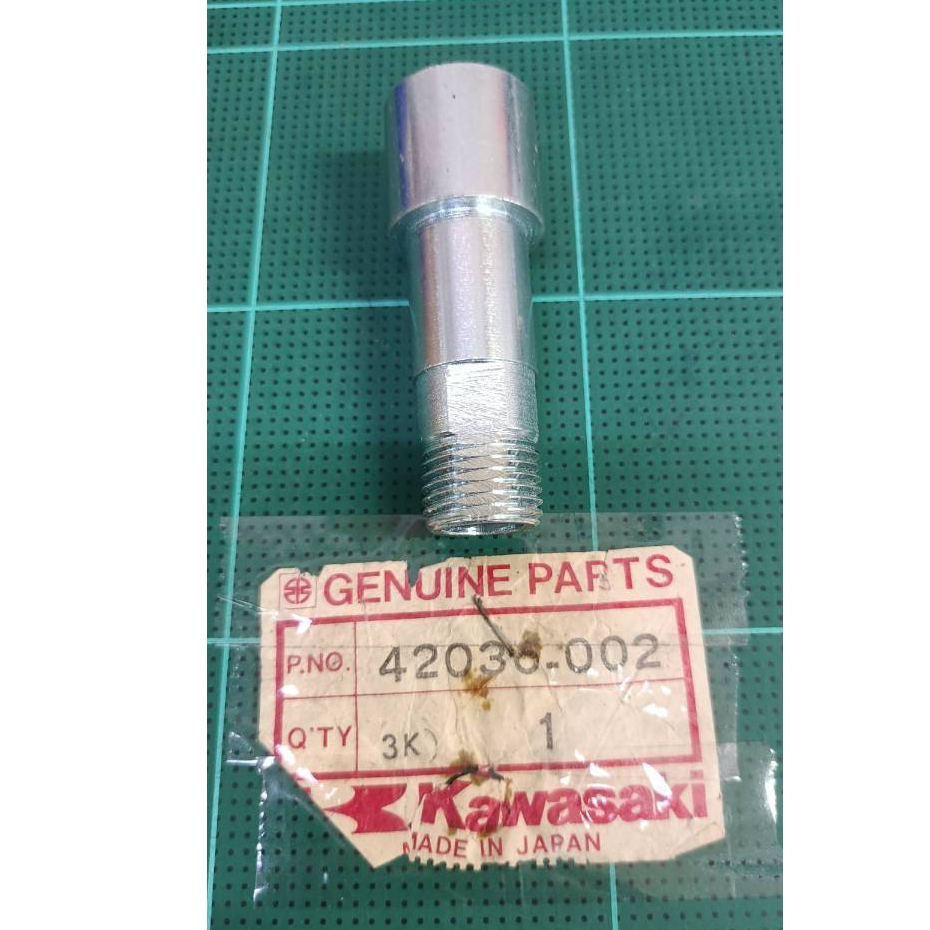 GENUINE PARTS
P.NO. 42036-002
Q'TY 3K) 1
Kawasaki
MADE IN JAPAN